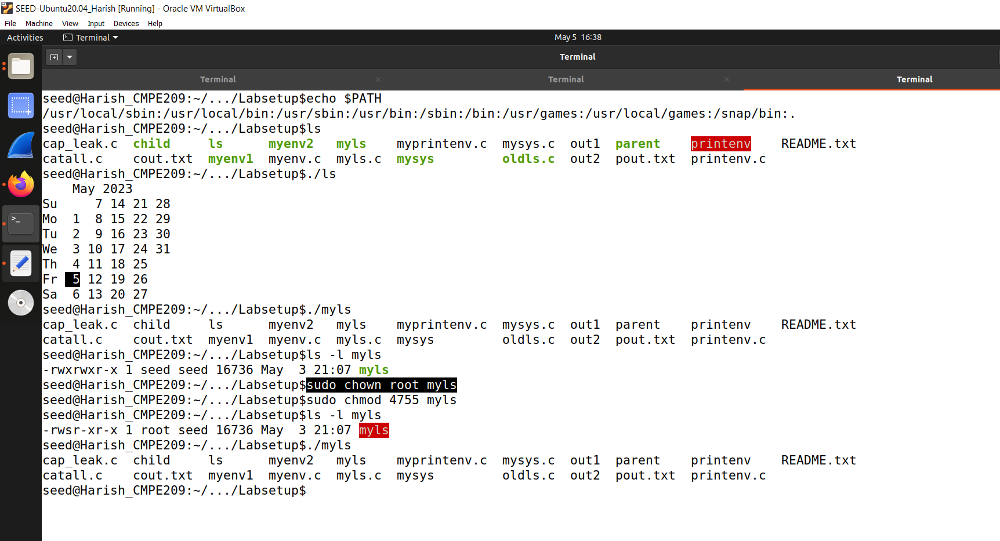 SEED-Ubuntu20.04_Harish [Running] - Oracle VM VirtualBox
File Machine View Input Devices Help
Activities Terminal May 5 16:38
Terminal
Terminal × Terminal × Terminal
seed@Harish_CMPE209:~/.../Labsetup$echo $PATH
/usr/local/sbin:/usr/local/bin:/usr/sbin:/usr/bin:/sbin:/bin:/usr/games:/usr/local/games:/snap/bin:.
seed@Harish_CMPE209:~/.../Labsetup$ls
cap_leak.c  child    ls      myenv2   myls    myprintenv.c  mysys.c  out1  parent    printenv    README.txt
catall.c    cout.txt  myenv1  myenv.c  myls.c  mysys         oldls.c  out2  pout.txt  printenv.c
seed@Harish_CMPE209:~/.../Labsetup$./ls
    May 2023
Su     7 14 21 28
Mo  1  8 15 22 29
Tu  2  9 16 23 30
We  3 10 17 24 31
Th  4 11 18 25
Fr  5 12 19 26
Sa  6 13 20 27
seed@Harish_CMPE209:~/.../Labsetup$./myls
cap_leak.c  child     ls      myenv2   myls    myprintenv.c  mysys.c  out1  parent    printenv    README.txt
catall.c    cout.txt  myenv1  myenv.c  myls.c  mysys         oldls.c  out2  pout.txt  printenv.c
seed@Harish_CMPE209:~/.../Labsetup$ls -l myls
-rwxrwxr-x 1 seed seed 16736 May  3 21:07 myls
seed@Harish_CMPE209:~/.../Labsetup$sudo chown root myls
seed@Harish_CMPE209:~/.../Labsetup$sudo chmod 4755 myls
seed@Harish_CMPE209:~/.../Labsetup$ls -l myls
-rwsr-xr-x 1 root seed 16736 May  3 21:07 myls
seed@Harish_CMPE209:~/.../Labsetup$./myls
cap_leak.c  child     ls      myenv2   myls    myprintenv.c  mysys.c  out1  parent    printenv    README.txt
catall.c    cout.txt  myenv1  myenv.c  myls.c  mysys         oldls.c  out2  pout.txt  printenv.c
seed@Harish_CMPE209:~/.../Labsetup$